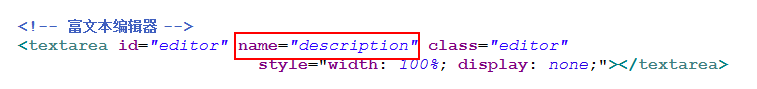 <!-- 富文本编辑器 -->
<textarea id="editor" name="description" class="editor"
style="width: 100%; display: none;"></textarea>